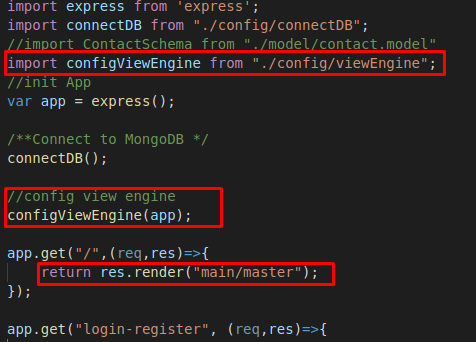 import express from 'express';
import connectDB from "./config/connectDB";
//import ContactSchema from "./model/contact.model"
import configViewEngine from "./config/viewEngine";
//init App
var app = express();
/**Connect to MongoDB */
connectDB();
//config view engine
configViewEngine(app);
app.get("/",(req,res)=>{
return res.render("main/master");
});
app.get("login-register", (req,res)=>{